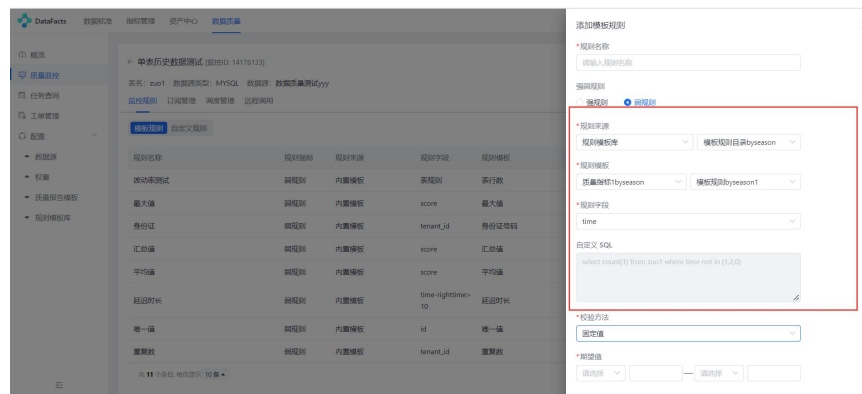 DataFacts 数据标准 指标管理 资产中心 数据质量
添加模板规则
*规则名称
请输入规则名称
强弱规则
强规则 弱规则
*规则来源
规则模板库 模板规则目录byseason
*规则模板
质量指标1byseason 模板规则byseason1
*规则字段
time
自定义 SQL
select count(1) from zuo1 where time not in (1,2,0)
*校验方法
固定值
*期望值
请选择 — 请选择
概览
质量监控
任务查询
工单管理
配置
数据源
权重
质量报告模板
规则模板库
← 单表历史数据测试 [监控ID: 14176133]
表名: zuo1 数据源类型: MYSQL 数据源: 数据质量测试yyy
监控规则 订阅管理 调度管理 远程调用
模板规则 自定义规则
规则名称 规则强弱 规则来源 规则字段 规则模板
波动率测试 弱规则 内置模板 表规则 表行数
最大值 弱规则 内置模板 score 最大值
身份证 弱规则 内置模板 tenant_id 身份证号码
汇总值 弱规则 内置模板 score 汇总值
平均值 弱规则 内置模板 score 平均值
延迟时长 弱规则 内置模板 time-righttime>10 延迟时长
唯一值 弱规则 内置模板 id 唯一值
重复数 弱规则 内置模板 tenant_id 重复数
共 11 个条目, 每页显示: 10 条